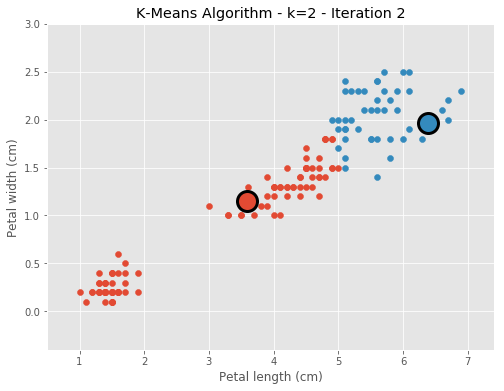 K-Means Algorithm - k=2 - Iteration 2
3.0
2.5
2.0
1.5
1.0
0.5
0.0
Petal width (cm)
1 2 3 4 5 6 7
Petal length (cm)